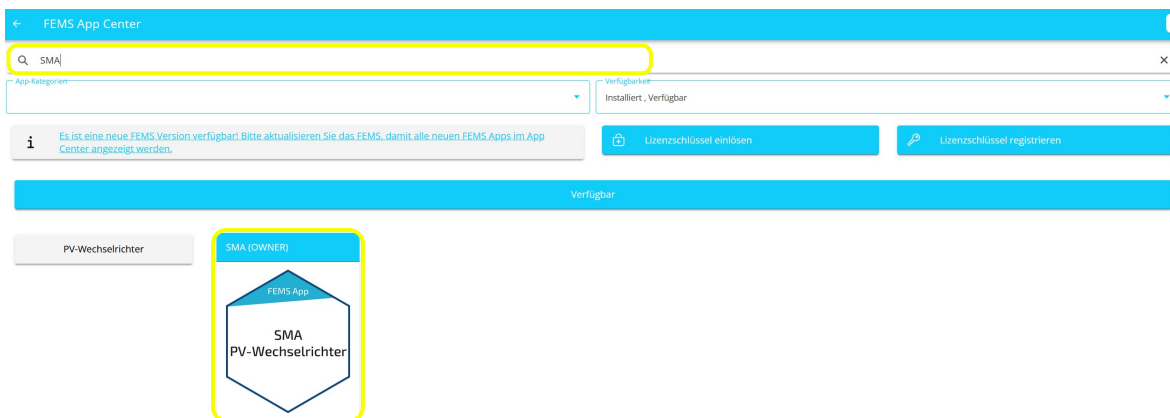 FEMS App Center
SMA
App-Kategorien
Verfügbarkeit
Installiert , Verfügbar
Es ist eine neue FEMS Version verfügbar! Bitte aktualisieren Sie das FEMS, damit alle neuen FEMS Apps im App
Center angezeigt werden.
Lizenzschlüssel einlösen
Lizenzschlüssel registrieren
Verfügbar
PV-Wechselrichter
SMA (OWNER)
FEMS App
SMA
PV-Wechselrichter